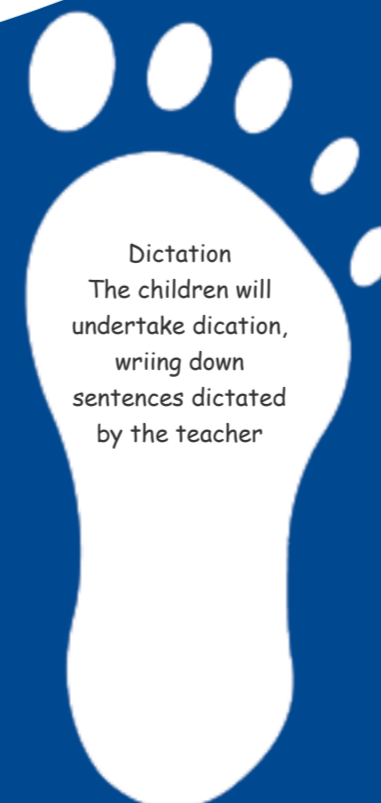 Dictation
The children will
undertake dication,
wriing down
sentences dictated
by the teacher